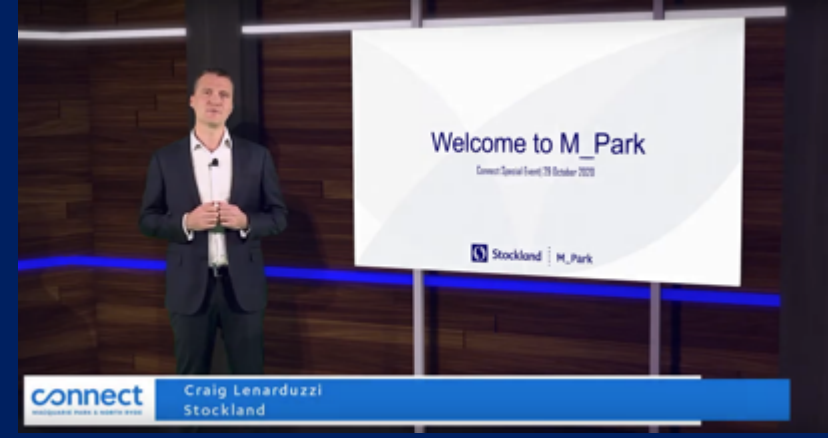 Welcome to M_Park
Connect Special Event| 29 October 2020
Stockland
M_Park
connect
MACQUARIE PARK & NORTH RYDE
Craig Lenarduzzi
Stockland